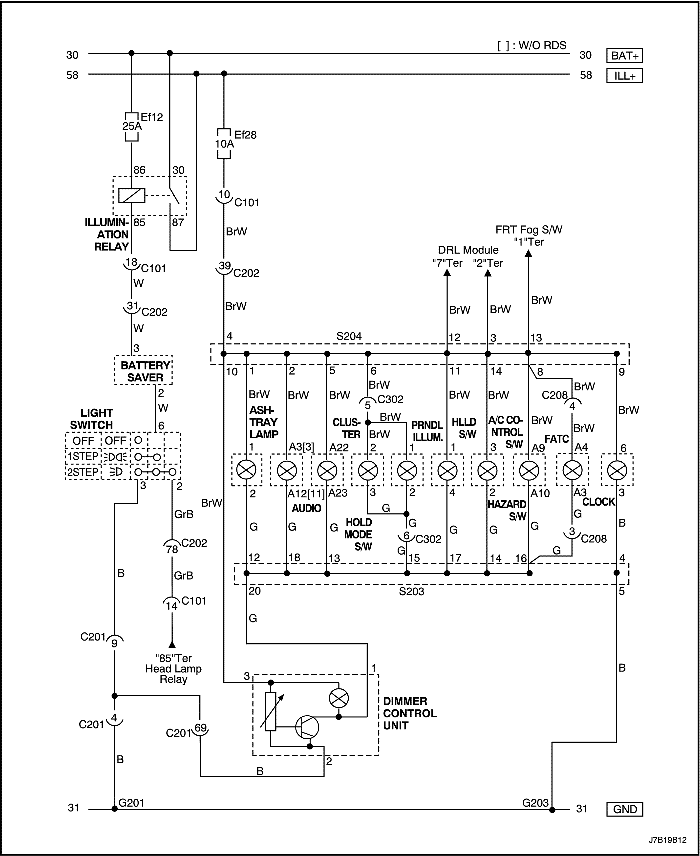 [ ] : W/O RDS
30 30 BAT+
58 58 ILL+
Ef12
25A
Ef28
10A
86 30
10 C101
ILLUMIN-
ATION
RELAY
85 87
BrW
FRT Fog S/W
"1"Ter
DRL Module
"7"Ter "2"Ter
18 C101
W
39 C202
31 C202
W
BrW BrW BrW BrW
4 S204 12 3 13
3
BATTERY
SAVER
2
W
10 1 2 5 6 11 14 8 9
BrW BrW BrW BrW BrW BrW BrW BrW BrW
5 C302
C208 4
BrW
LIGHT
SWITCH
6
ASH-
TRAY
LAMP
CLUS-
TER
PRNDL
ILLUM.
HLLD
S/W
A/C CO-
NTROL
S/W
FATC
BrW BrW
OFF OFF
1STEP
2STEP
1 A3[3] A22 2 1 1 3 A9 A4 6
3 2
2 A12[11] A23 3 2 4 2 A10 A3 3
AUDIO
HOLD
MODE
S/W
HAZARD
S/W
CLOCK
BrW
G G G G G G G G G B
GrB
6 C302
3 C208
78 C202
12 18 13 15 17 14 16 4
GrB
B
20 S203 5
14 C101
G
C201 9
"85"Ter
Head Lamp
Relay
B
3 1
DIMMER
CONTROL
UNIT
4
C201
69
C201
2
B
B
31 G201 G203 31 GND
J7B19B12